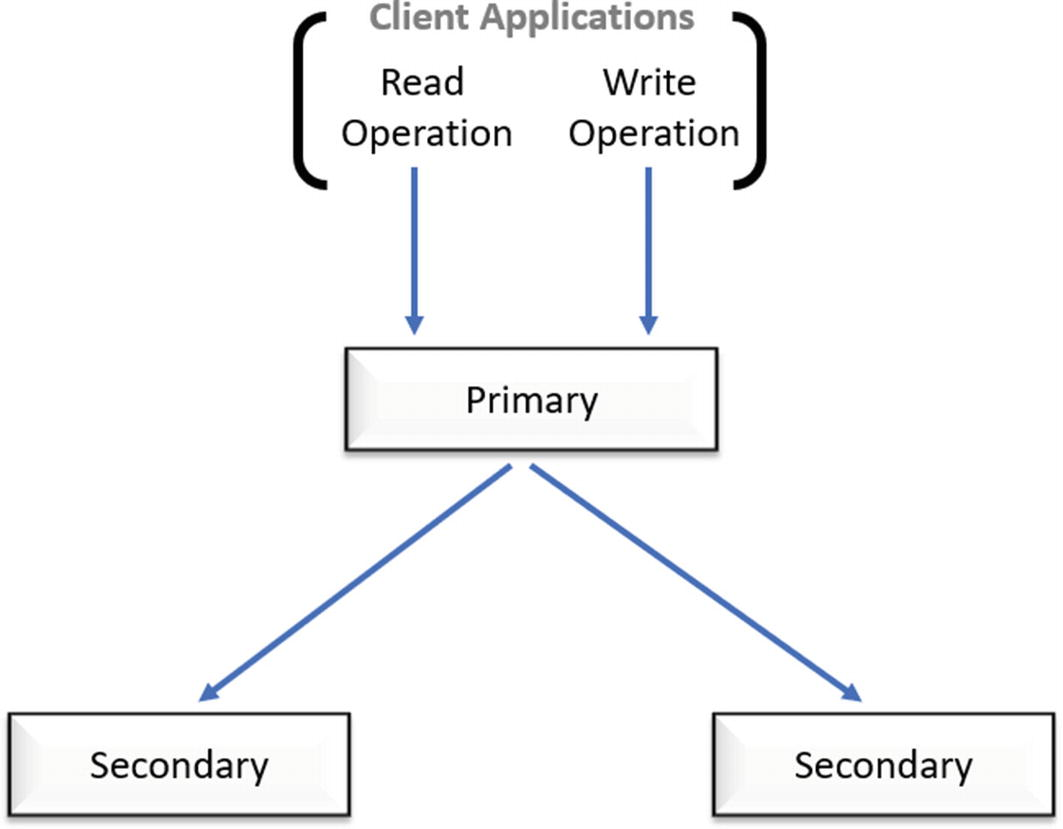 Client Applications
Read Write
Operation Operation
Primary
Secondary Secondary